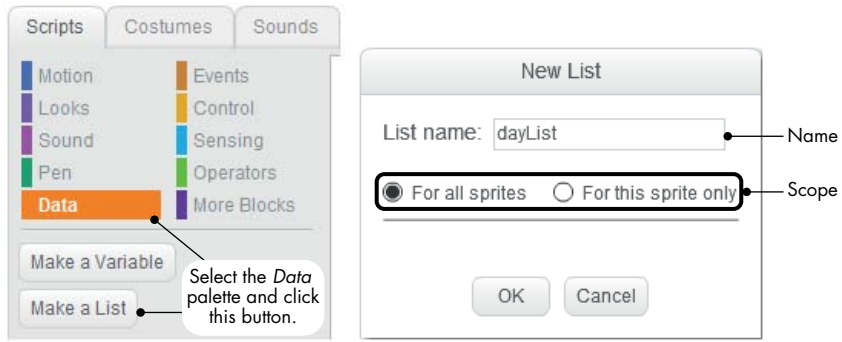 Scripts Costumes Sounds
Motion Events
Looks Control
Sound Sensing
Pen Operators
Data More Blocks
Make a Variable
Make a List
Select the Data
palette and click
this button.
New List
List name: dayList
Name
For all sprites For this sprite only
Scope
OK Cancel